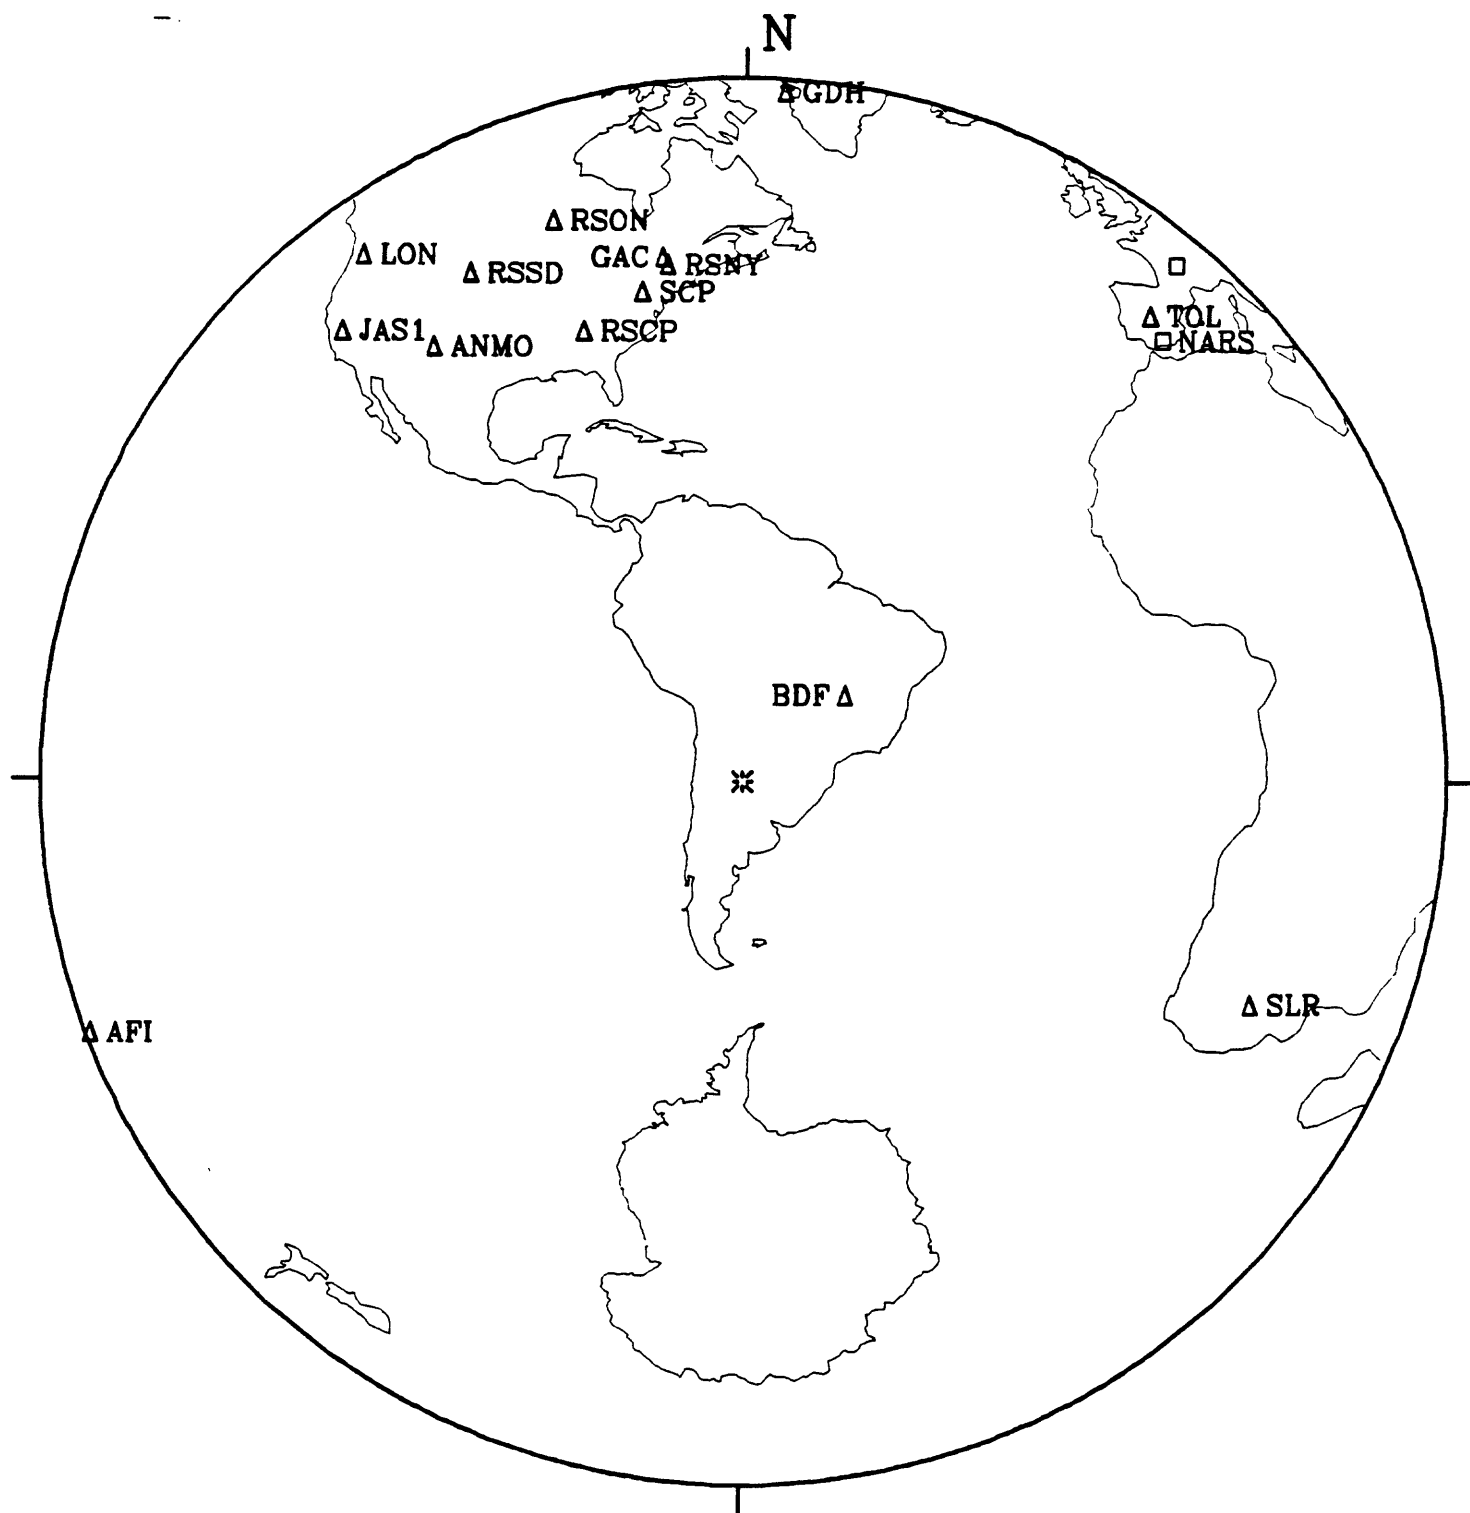 N
GDH
RSON
LON
GAC
RSNY
RSSD
SCP
TOL
JAS1
RSCP
NARS
ANMO
BDF
SLR
AFI